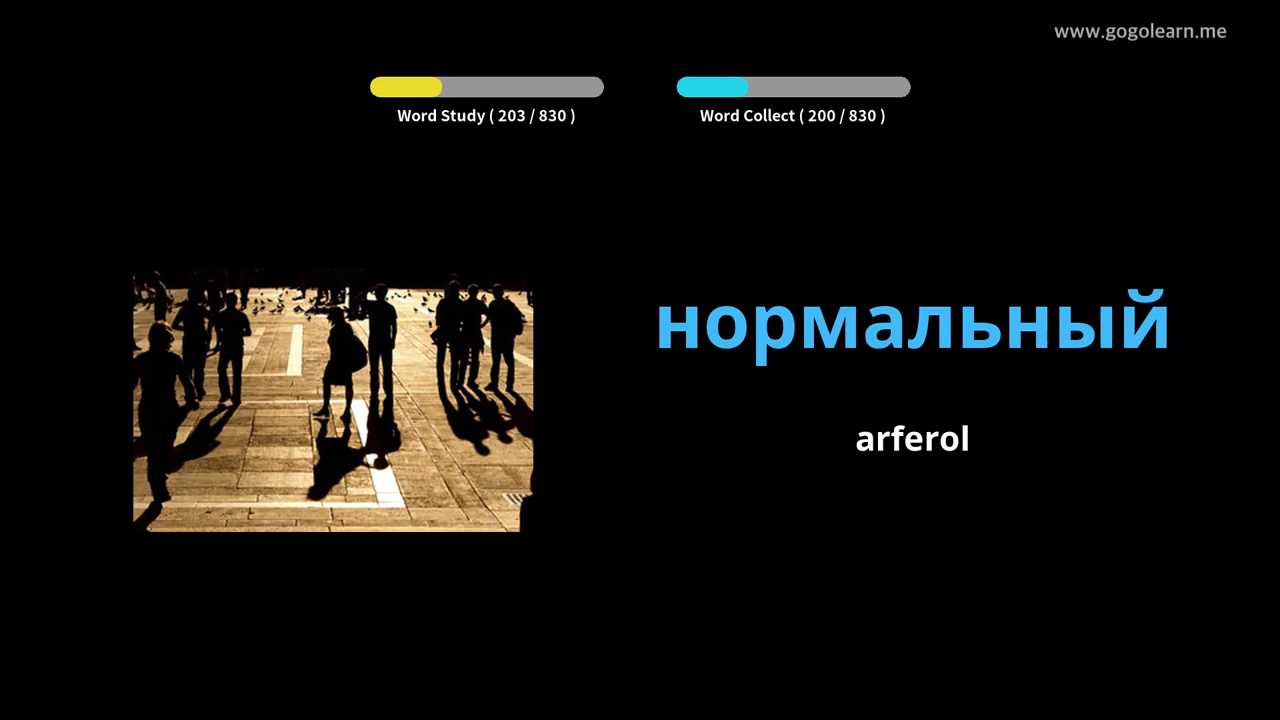 www.gogolearn.me
Word Study ( 203 / 830 )
Word Collect ( 200 / 830 )
нормальный
arferol